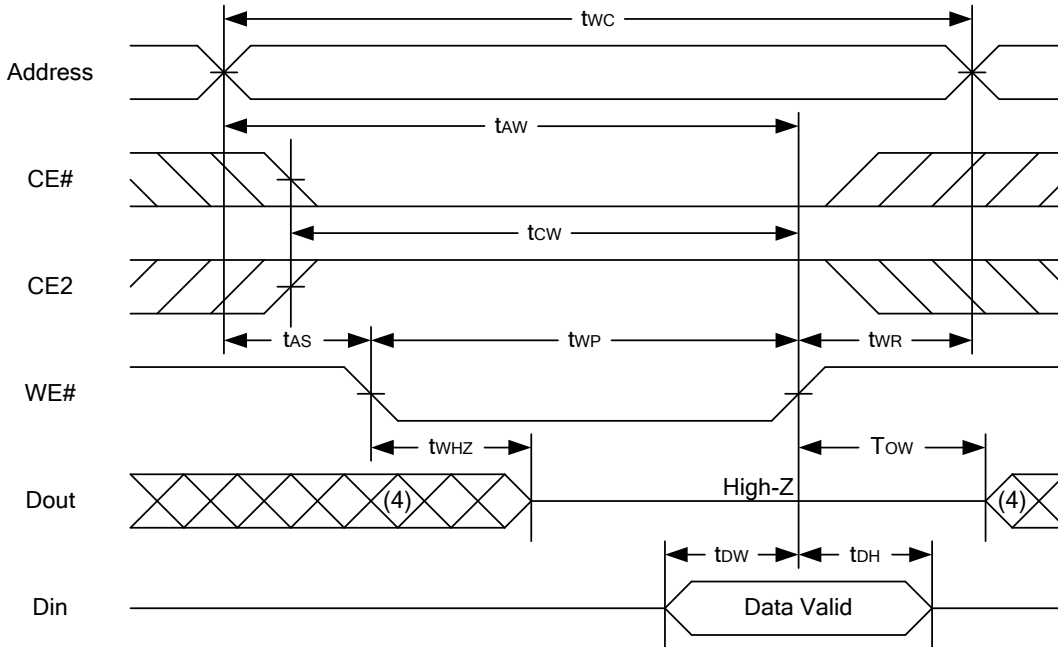 tWC
Address
tAW
CE#
tCW
CE2
tAS
tWP
tWR
WE#
tWHZ
TOW
Dout
(4)
High-Z
(4)
tDW
tDH
Din
Data Valid